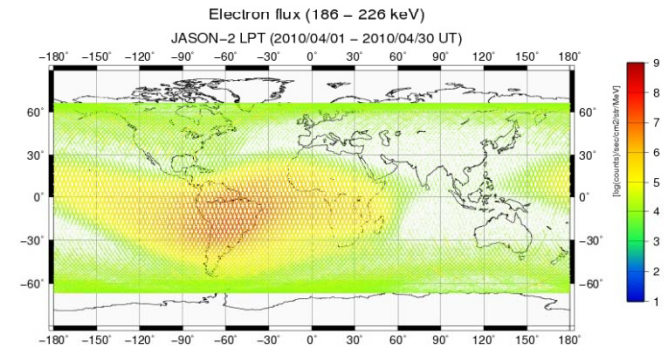 Electron flux (186 − 226 keV)
JASON−2 LPT (2010/04/01 − 2010/04/30 UT)
−180° −150° −120° −90° −60° −30° 0° 30° 60° 90° 120° 150° 180°
60° 60°
30° 30°
0° 0°
−30° −30°
−60° −60°
−180° −150° −120° −90° −60° −30° 0° 30° 60° 90° 120° 150° 180°
9
8
7
6
5
4
3
2
1
[log(counts)/sec/cm2/str/MeV]